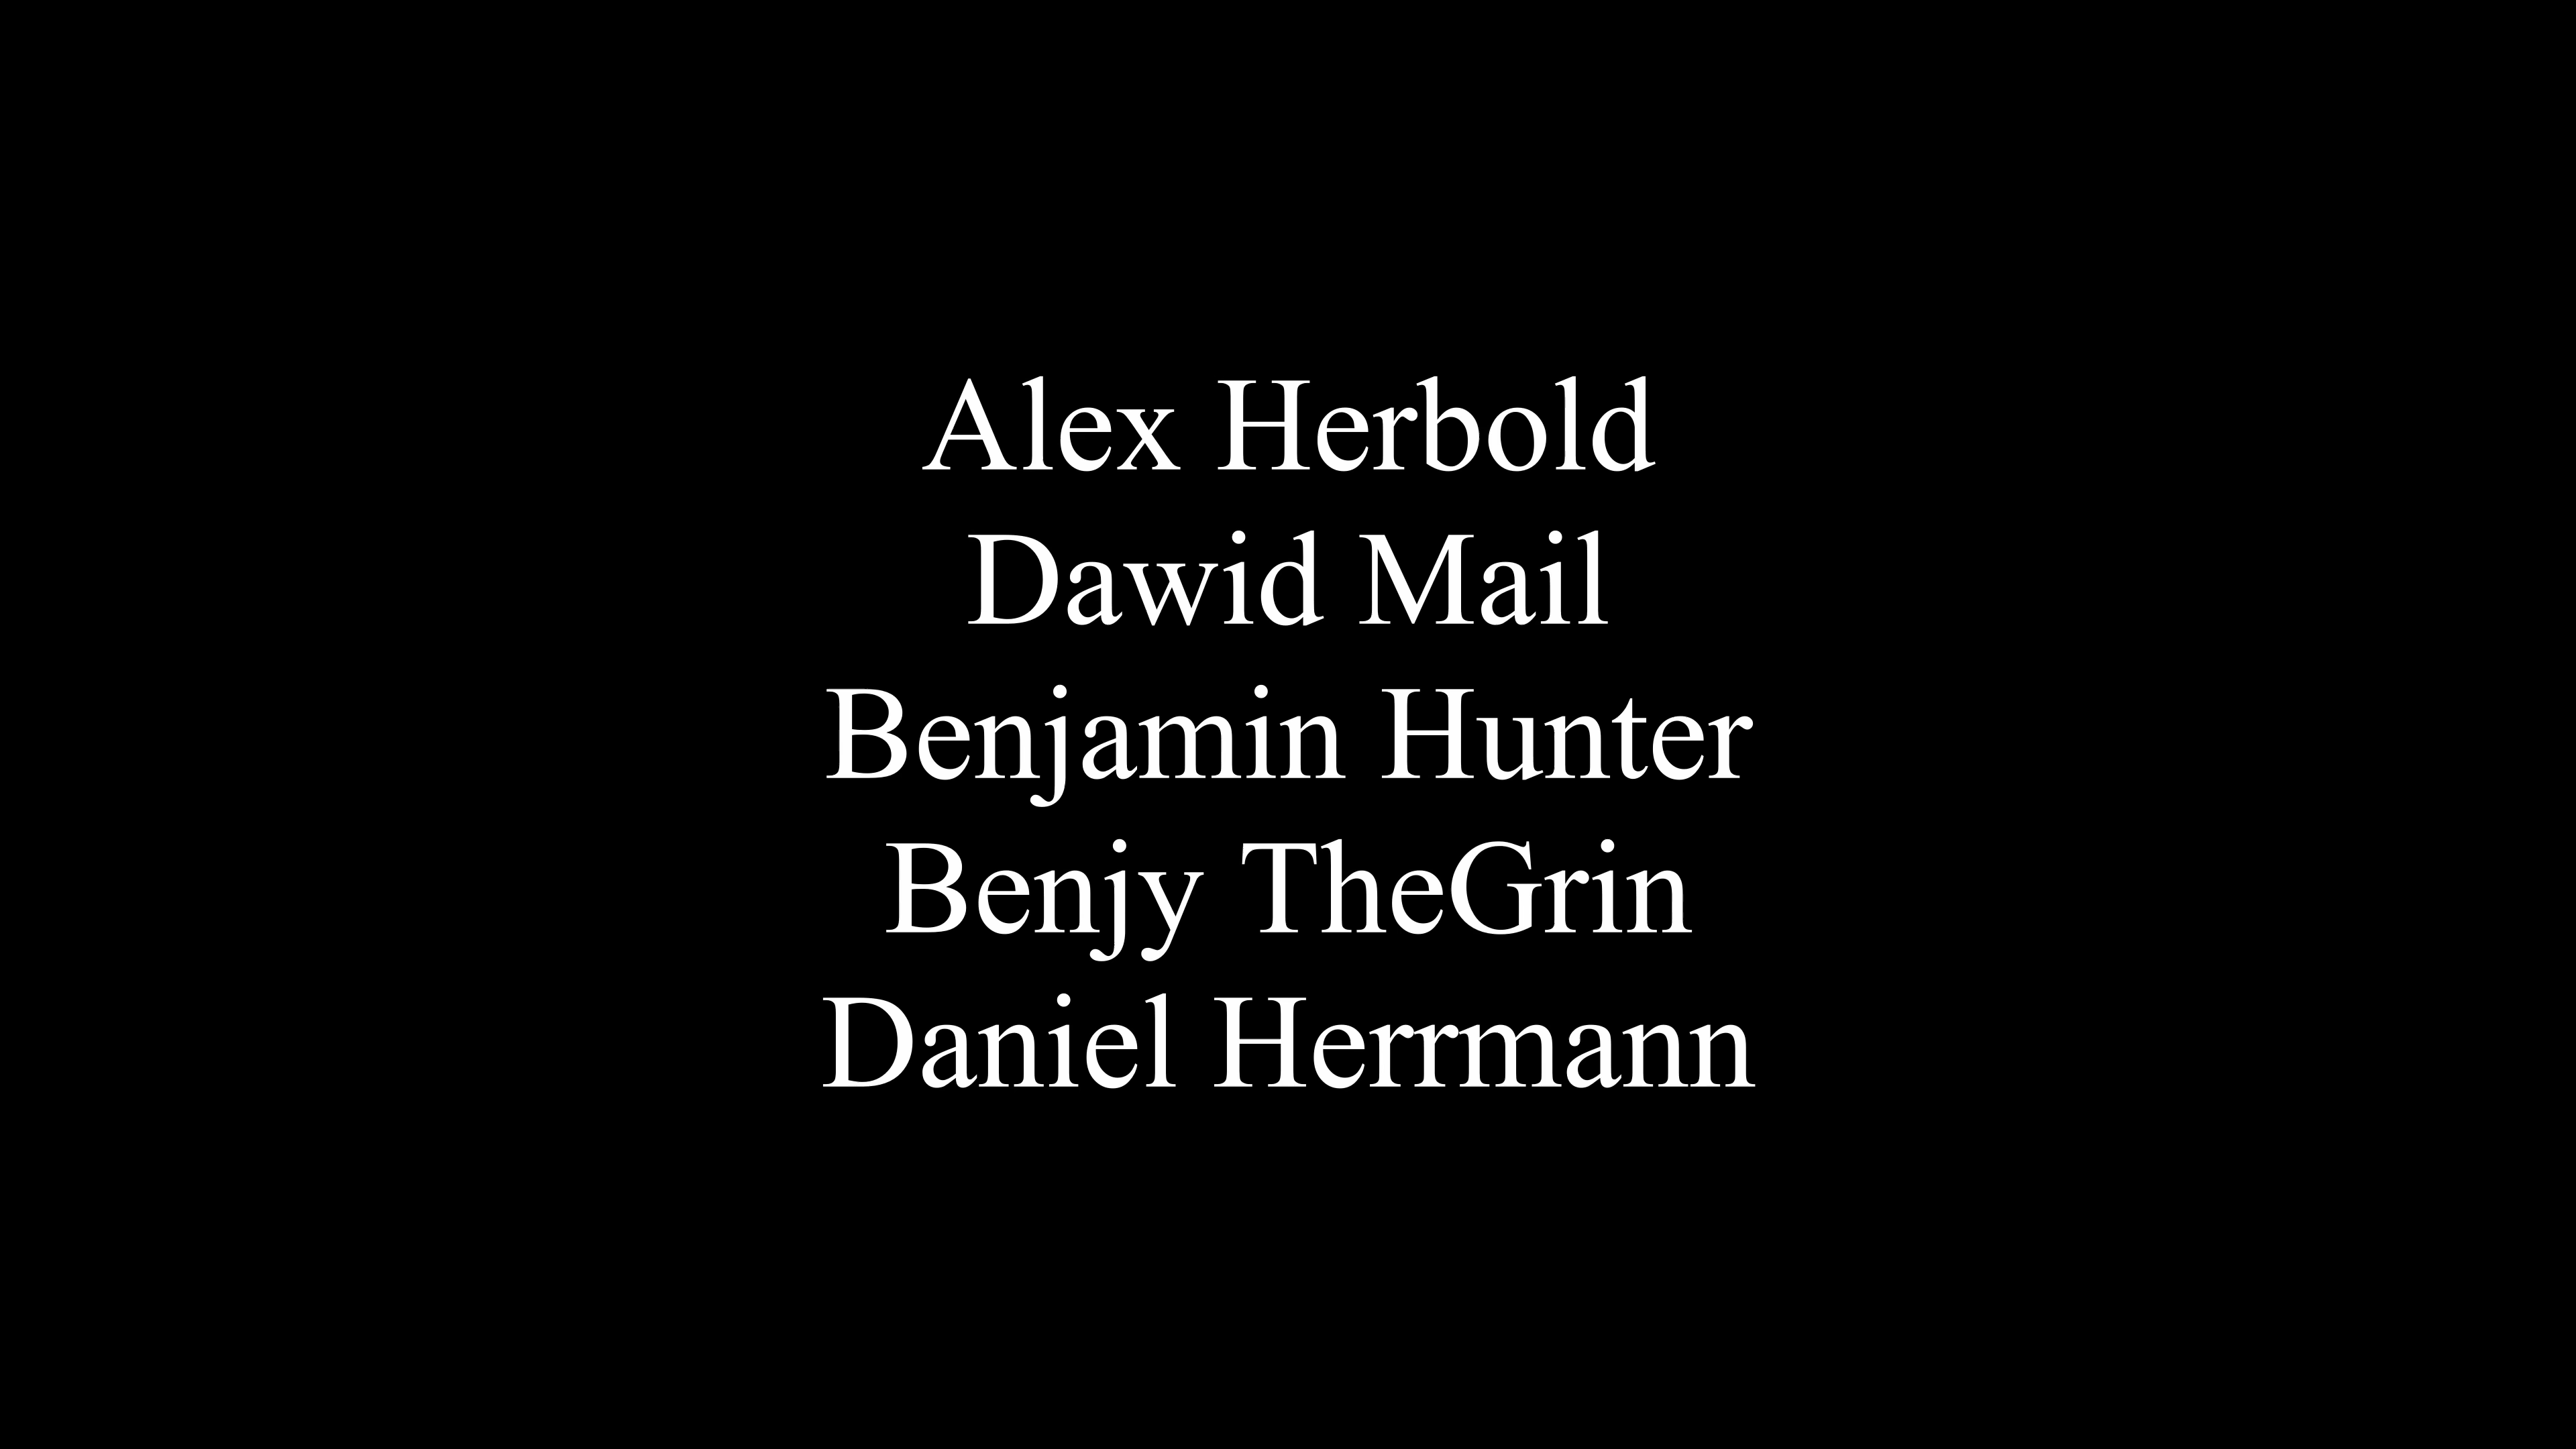 Alex Herbold
Dawid Mail
Benjamin Hunter
Benjy TheGrin
Daniel Herrmann